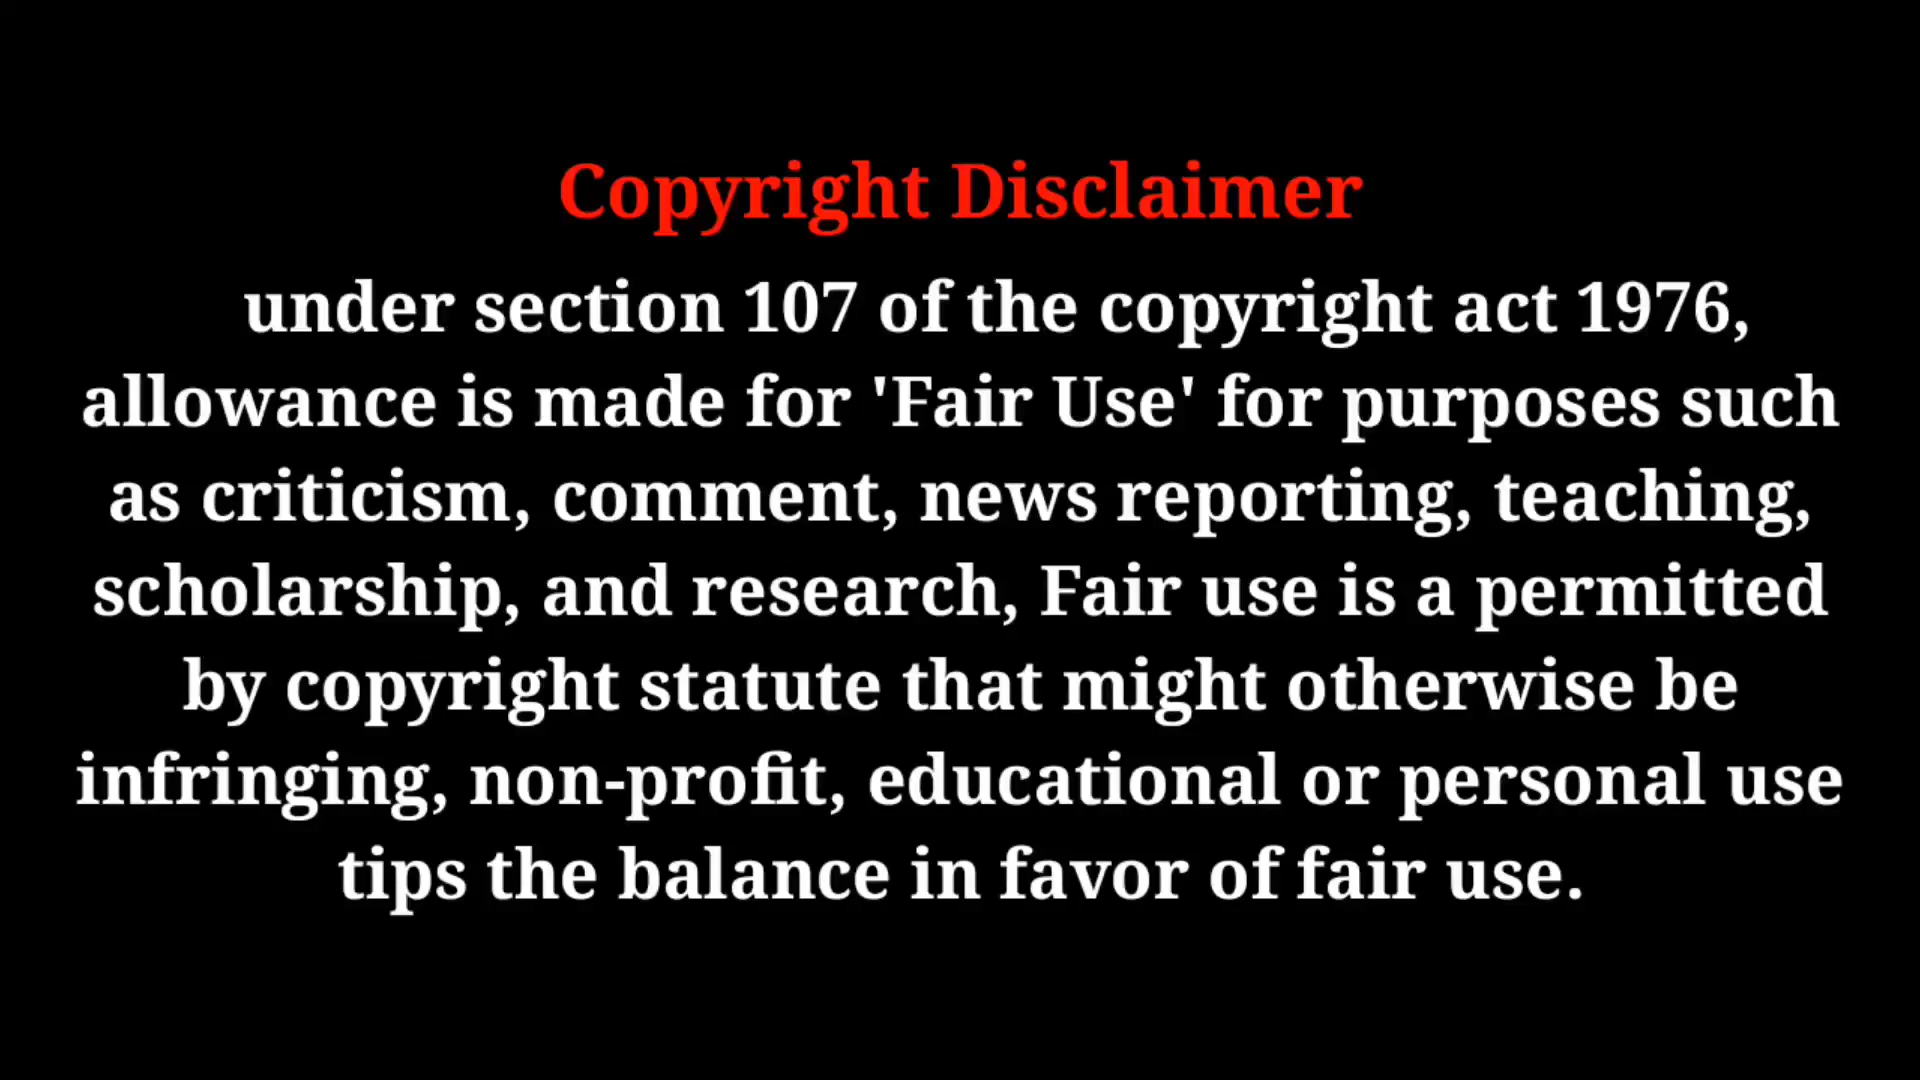 Copyright Disclaimer
under section 107 of the copyright act 1976,
allowance is made for 'Fair Use' for purposes such
as criticism, comment, news reporting, teaching,
scholarship, and research, Fair use is a permitted
by copyright statute that might otherwise be
infringing, non-profit, educational or personal use
tips the balance in favor of fair use.